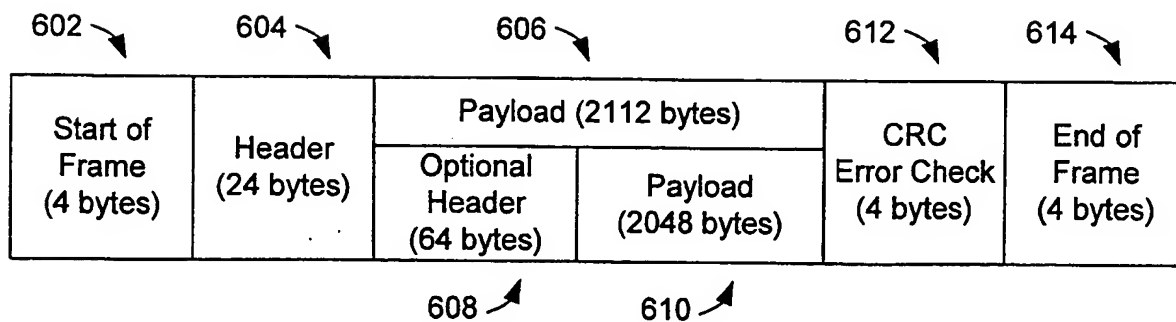 602
604
606
612
614
Start of
Frame
(4 bytes)
Header
(24 bytes)
Payload (2112 bytes)
Optional
Header
(64 bytes)
Payload
(2048 bytes)
CRC
Error Check
(4 bytes)
End of
Frame
(4 bytes)
608
610